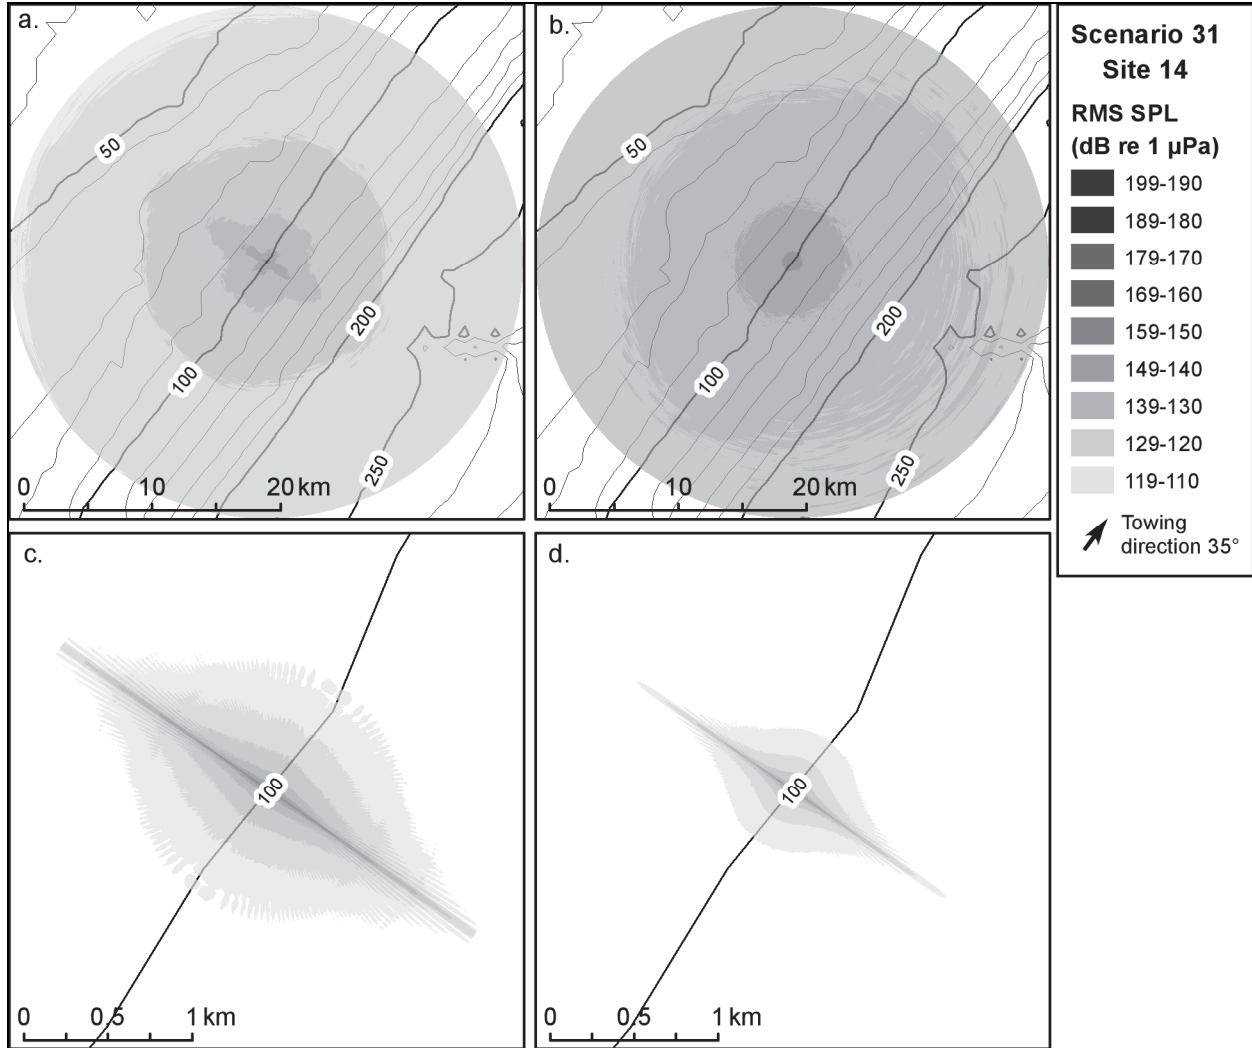 a.
50
100
200
250
0 10 20 km
b.
50
100
200
250
0 10 20 km
Scenario 31
Site 14
RMS SPL
(dB re 1 µPa)
199-190
189-180
179-170
169-160
159-150
149-140
139-130
129-120
119-110
Towing
direction 35°
c.
100
0 0.5 1 km
d.
100
0 0.5 1 km